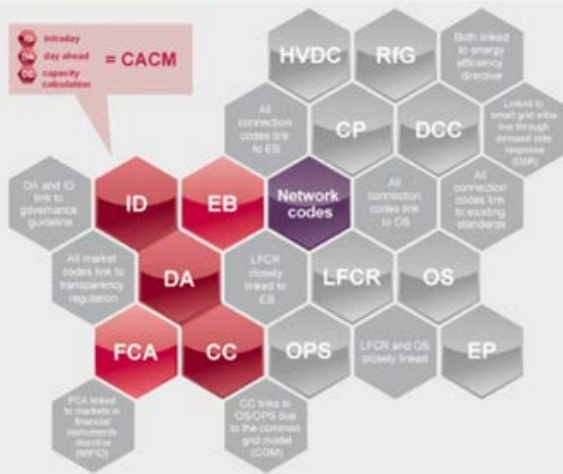 ID Intraday
DA day ahead
CC capacity
calculation
= CACM
HVDC
RfG
Both linked
to energy
efficiency
directive
All
connection
codes link
to EB
CP
DCC
Linked to
smart grid
through
demand side
response
(DSR)
DA and ID
link to
governance
guideline
ID
EB
Network
codes
All
connection
codes link
to OS
All
connection
codes link
to existing
standards
All market
codes link to
transparency
regulation
DA
LFCR
closely
linked to
EB
LFCR
OS
FCA
CC
OPS
LFCR and OS
closely linked
EP
FCA linked
to markets in
financial
instruments
directive
(MIFID)
CC links to
OS/OPS due
to the common
grid model
(CGM)